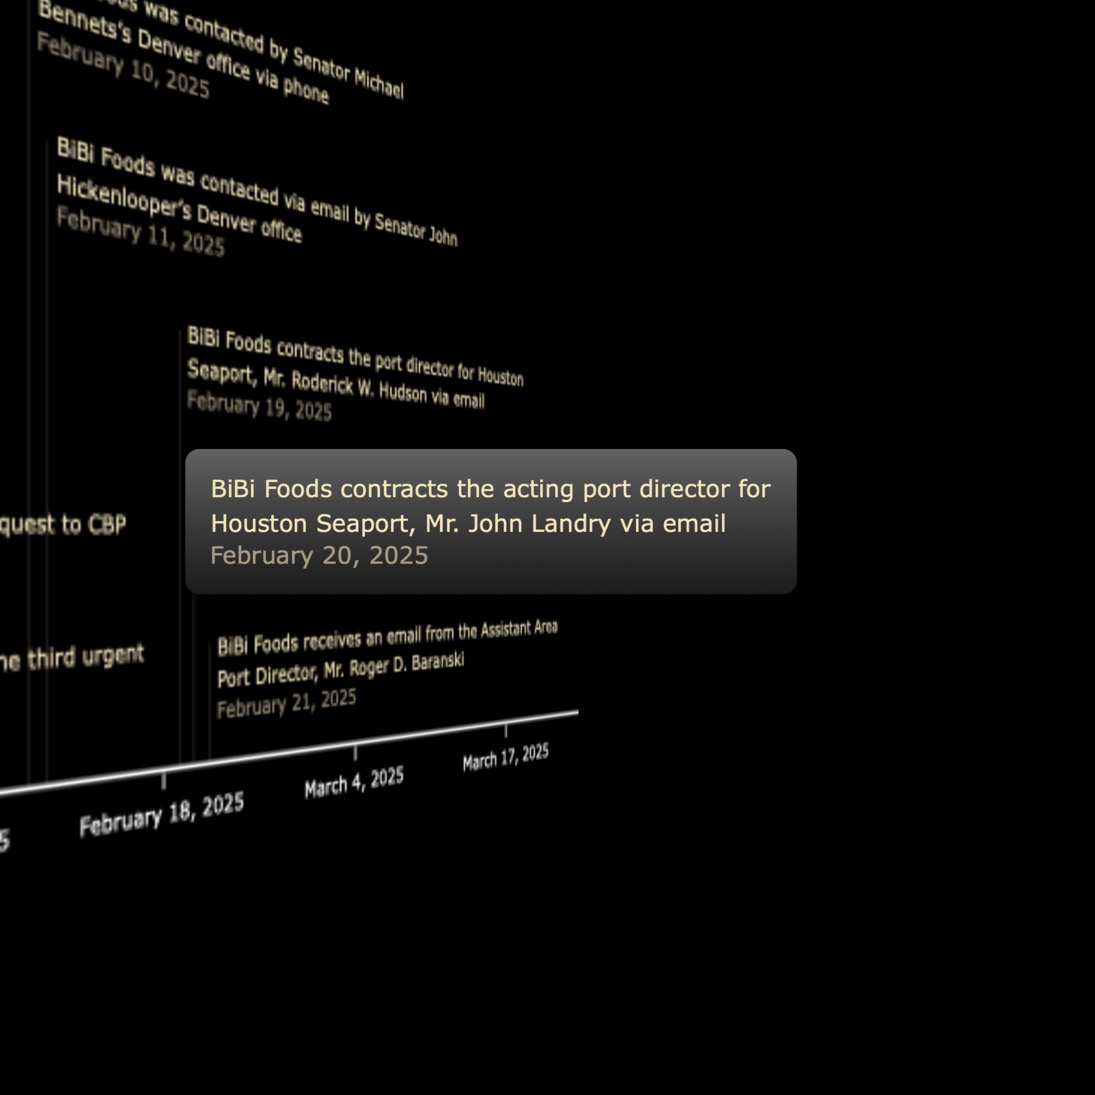 was contacted by Senator Michael
Bennets's Denver office via phone
February 10, 2025
BiBi Foods was contacted via email by Senator John
Hickenlooper's Denver office
February 11, 2025
BiBi Foods contracts the port director for Houston
Seaport, Mr. Roderick W. Hudson via email
February 19, 2025
BiBi Foods contracts the acting port director for
Houston Seaport, Mr. John Landry via email
February 20, 2025
quest to CBP
BiBi Foods receives an email from the Assistant Area
Port Director, Mr. Roger D. Baranski
February 21, 2025
he third urgent
5
February 18, 2025
March 4, 2025
March 17, 2025